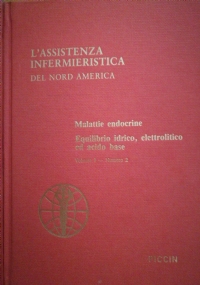 L'ASSISTENZA
INFERMIERISTICA
DEL NORD AMERICA
Malattie endocrine
Equilibrio idrico, elettrolitico
ed acido base
PICCIN